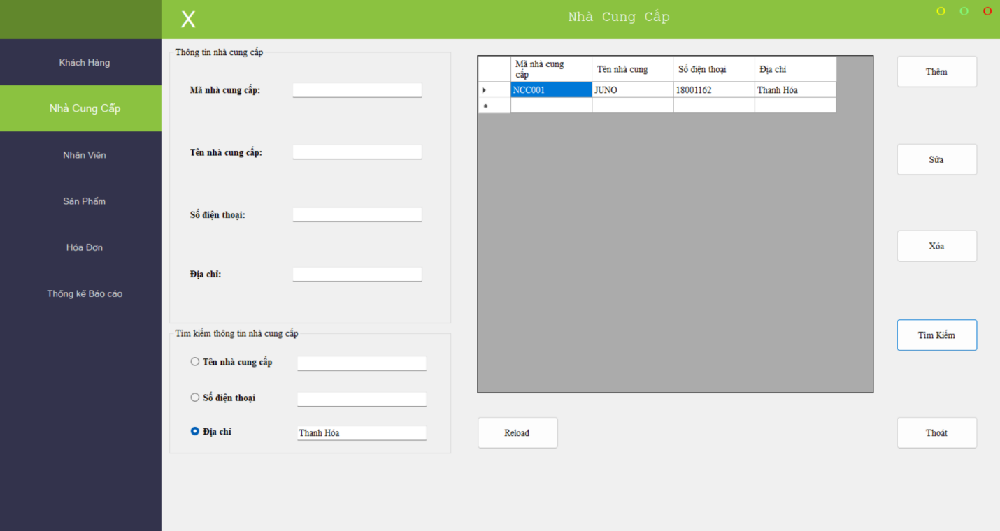 X
Nhà Cung Cấp
O O O
Khách Hàng
Nhà Cung Cấp
Nhân Viên
Sản Phẩm
Hóa Đơn
Thống kế Báo cáo
Thông tin nhà cung cấp
Mã nhà cung cấp:
Tên nhà cung cấp:
Số điện thoại:
Địa chỉ:
Tìm kiếm thông tin nhà cung cấp
Tên nhà cung cấp
Số điện thoại
Địa chỉ Thanh Hóa
Mã nhà cung
cấp
Tên nhà cung
Số điện thoại
Địa chỉ
NCC001 JUNO 18001162 Thanh Hóa
Reload
Thêm
Sửa
Xóa
Tìm Kiếm
Thoát